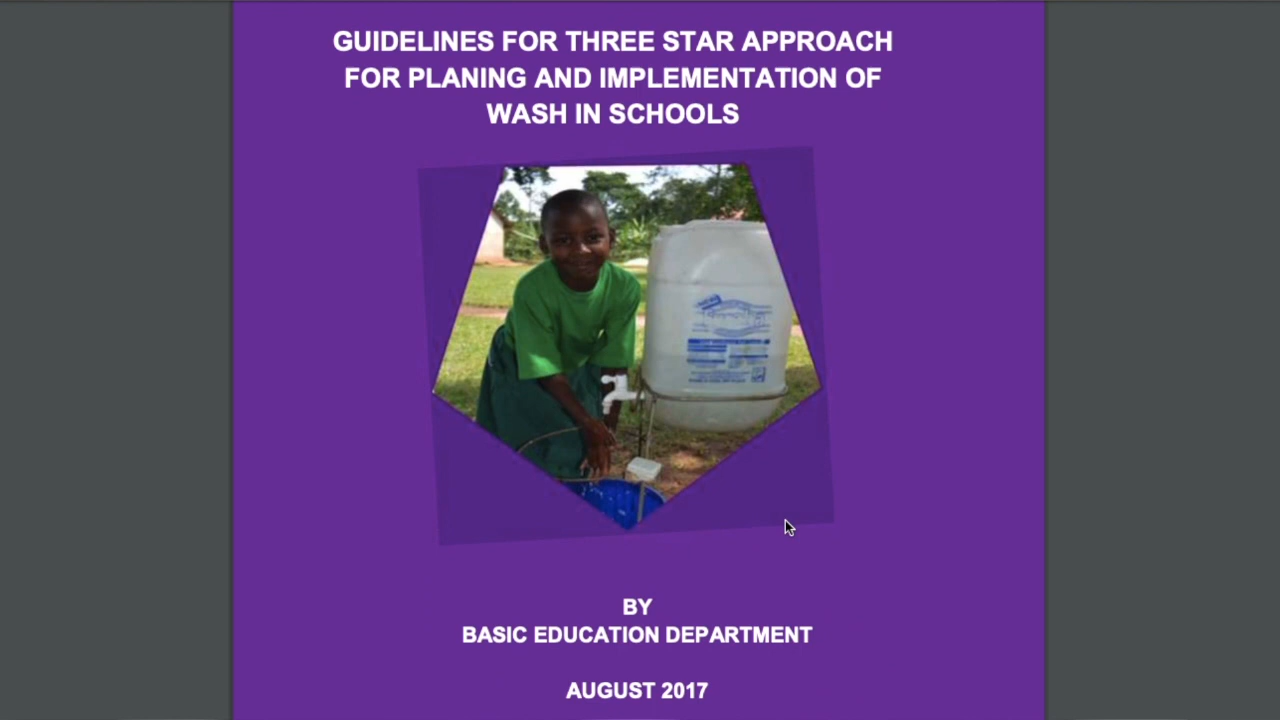 GUIDELINES FOR THREE STAR APPROACH
FOR PLANING AND IMPLEMENTATION OF
WASH IN SCHOOLS
BY
BASIC EDUCATION DEPARTMENT
AUGUST 2017